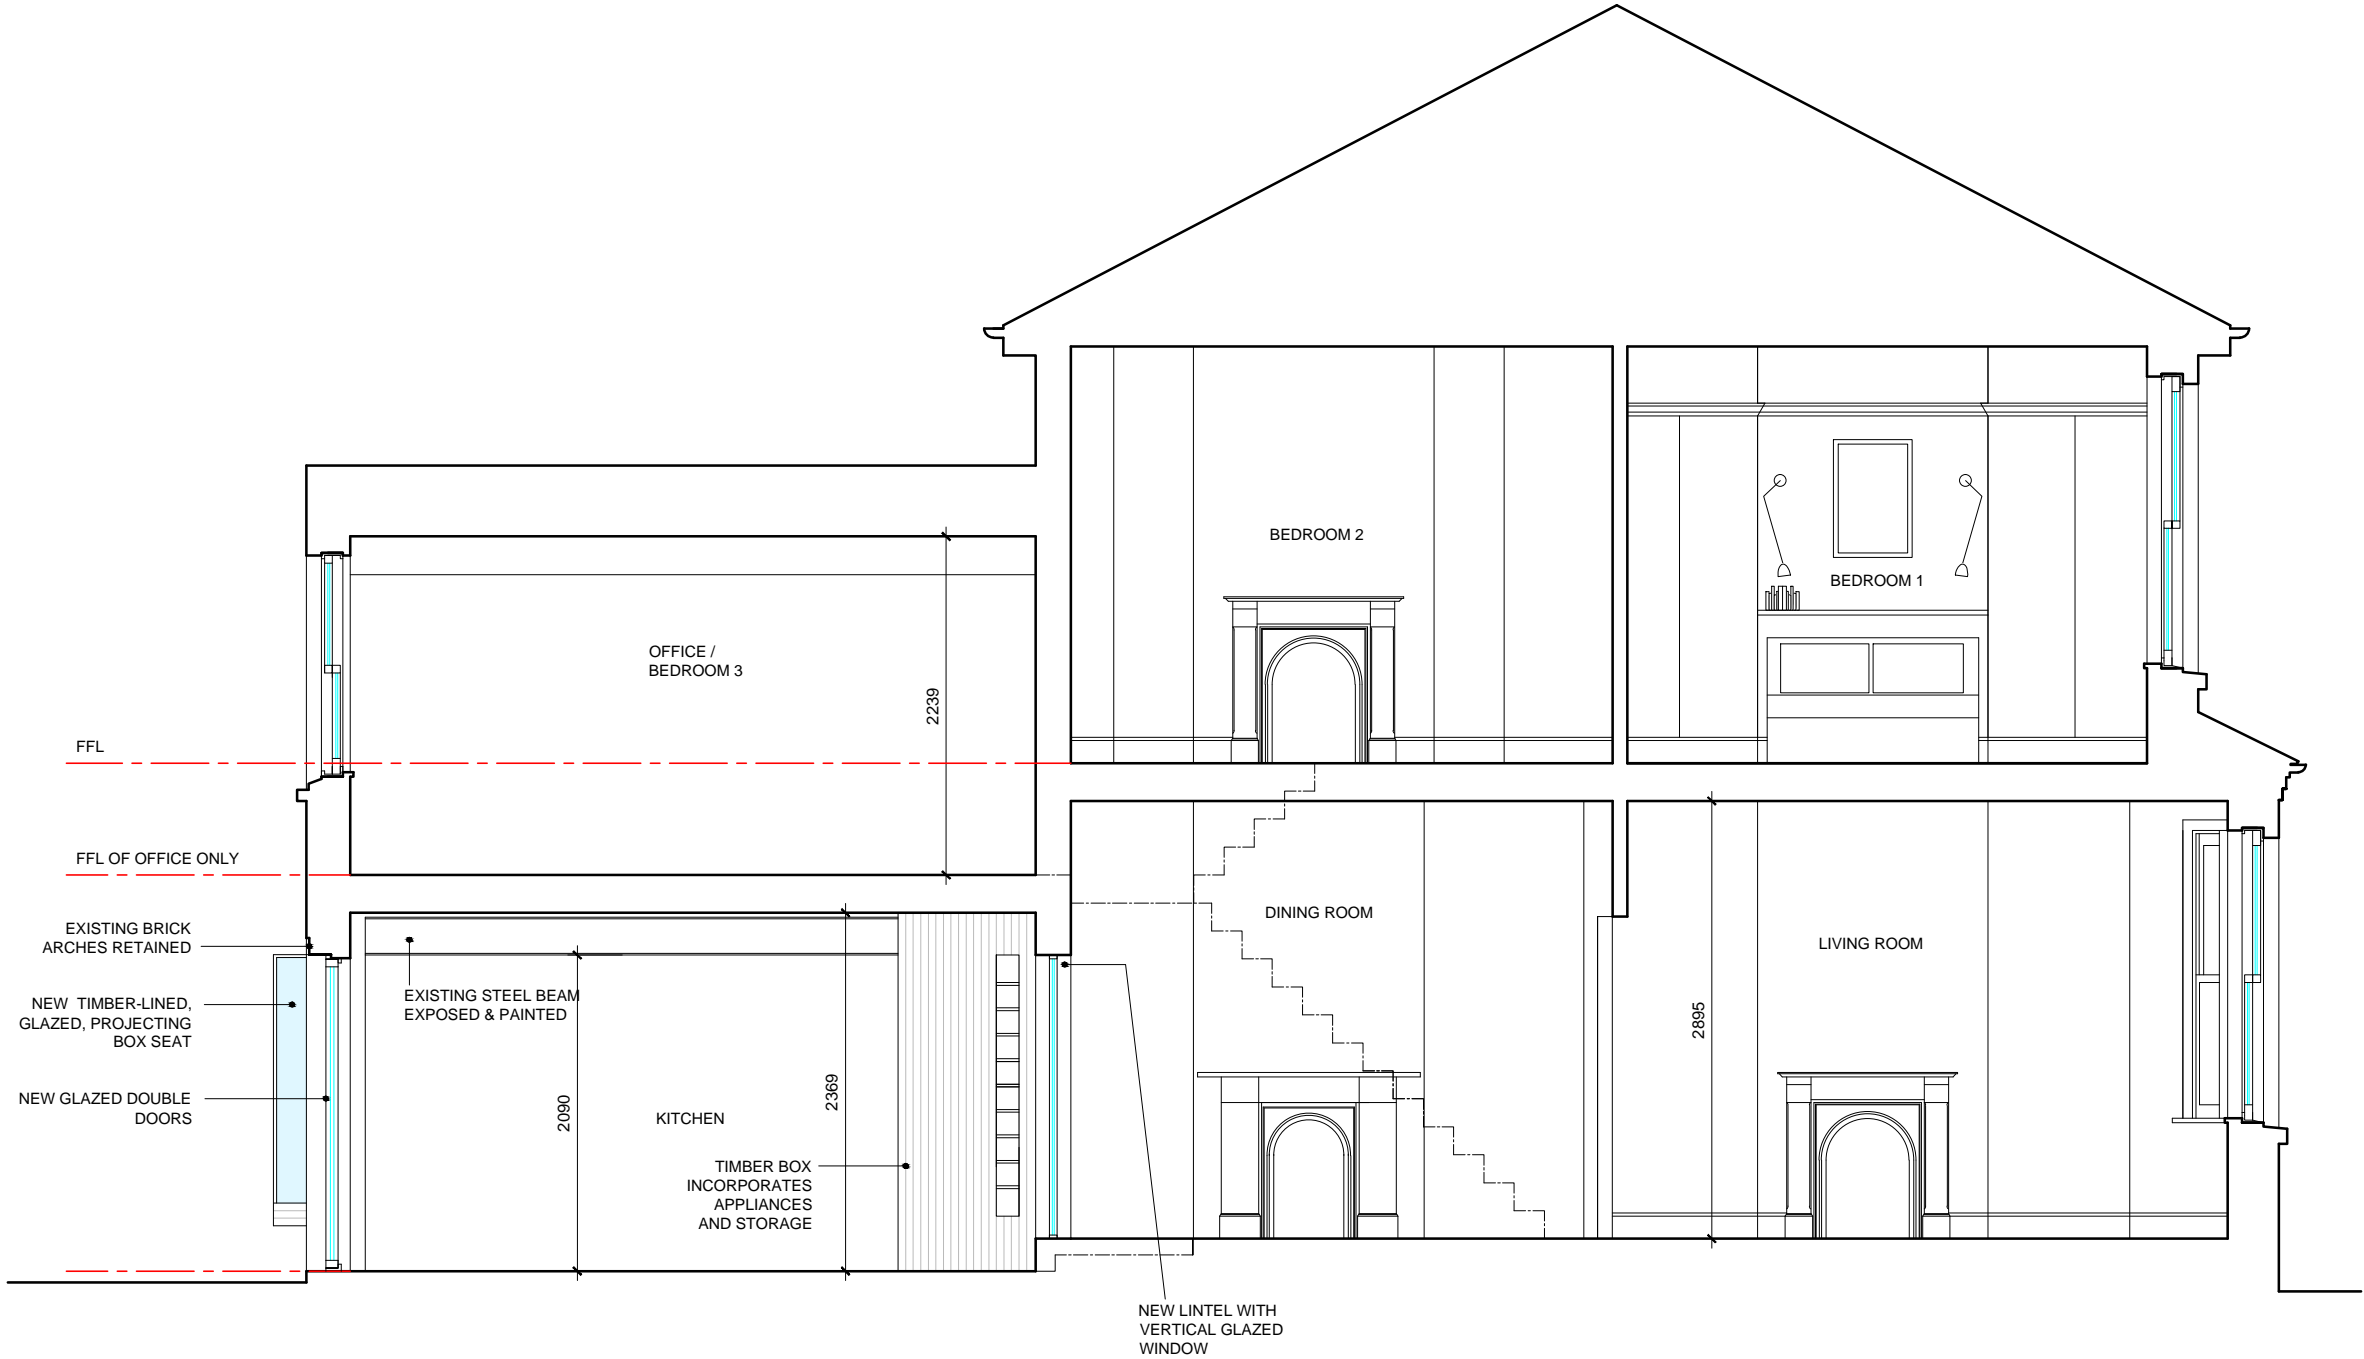 BEDROOM 2
BEDROOM 1
OFFICE /
BEDROOM 3
2239
FFL
FFL OF OFFICE ONLY
EXISTING BRICK
ARCHES RETAINED
NEW  TIMBER-LINED,
GLAZED, PROJECTING
BOX SEAT
NEW GLAZED DOUBLE
DOORS
EXISTING STEEL BEAM
EXPOSED & PAINTED
2090
KITCHEN
2369
TIMBER BOX
INCORPORATES
APPLIANCES
AND STORAGE
DINING ROOM
LIVING ROOM
2895
NEW LINTEL WITH
VERTICAL GLAZED
WINDOW